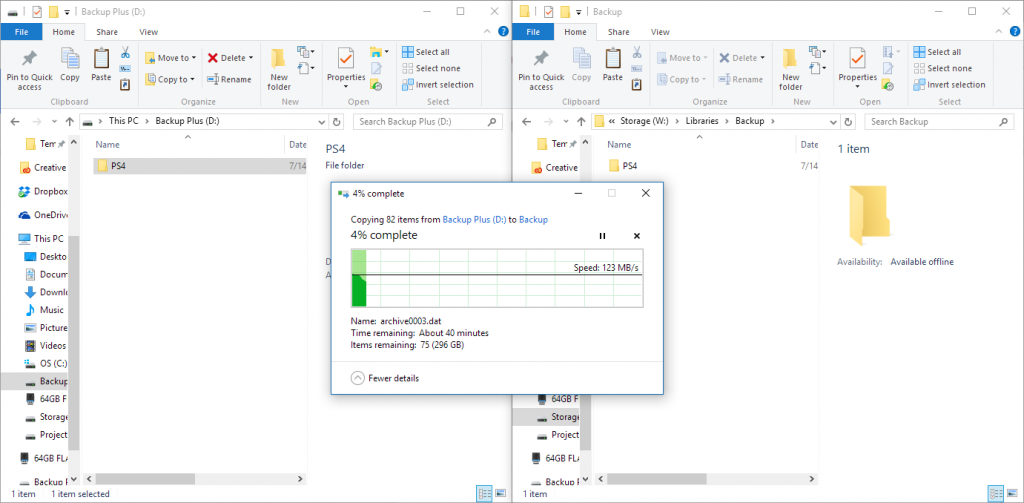 Backup Plus (D:)
File Home Share View
Pin to Quick access
Copy
Paste
Clipboard
Move to
Copy to
Delete
Rename
Organize
New folder
New
Properties
Open
Select all
Select none
Invert selection
Select
This PC > Backup Plus (D:)
Search Backup Plus (D:)
Tem
Creative
Dropbox
OneDrive
This PC
Deskto
Docum
Downlo
Music
Picture
Videos
OS (C:)
Backup
64GB F
Storage
Project
64GB FLA
Backup P
Name
PS4 7/14
PS4
File folder
D
A
1 item 1 item selected
Backup
File Home Share View
Pin to Quick access
Copy
Paste
Clipboard
Move to
Copy to
Delete
Rename
Organize
New folder
New
Properties
Open
Select all
Select none
Invert selection
Select
« Storage (W:) > Libraries > Backup >
Search Backup
Tem
Creative
Name
PS4 7/14
1 item
Availability: Available offline
64GB F
Storage
Project
64GB FLA
Backup P
1 item
4% complete
Copying 82 items from Backup Plus (D:) to Backup
4% complete
Speed: 123 MB/s
Name: archive0003.dat
Time remaining: About 40 minutes
Items remaining: 75 (296 GB)
Fewer details